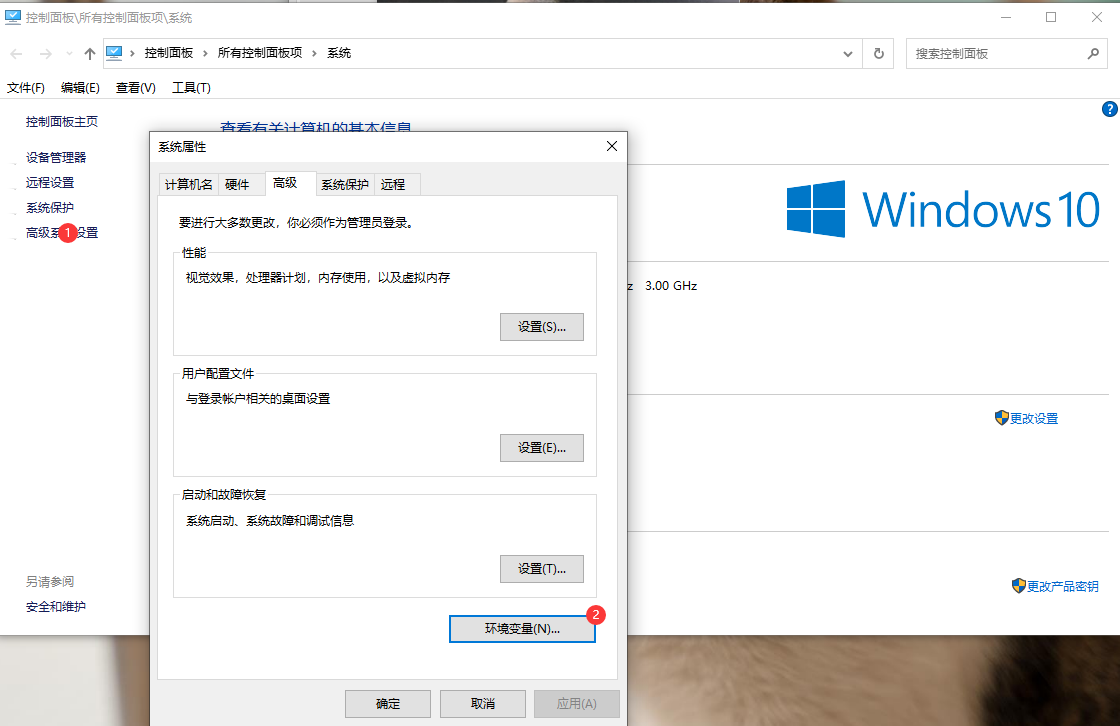 控制面板\所有控制面板项\系统
控制面板 所有控制面板项 系统
搜索控制面板
文件(F) 编辑(E) 查看(V) 工具(T)
控制面板主页
设备管理器
远程设置
系统保护
高级系 1 设置
另请参阅
安全和维护
查看有关计算机的基本信息
系统属性
计算机名 硬件 高级 系统保护 远程
要进行大多数更改，你必须作为管理员登录。
性能
视觉效果，处理器计划，内存使用，以及虚拟内存
设置(S)...
用户配置文件
与登录帐户相关的桌面设置
设置(E)...
启动和故障恢复
系统启动、系统故障和调试信息
设置(T)...
2
环境变量(N)...
确定 取消 应用(A)
?
Windows 10
z 3.00 GHz
更改设置
更改产品密钥